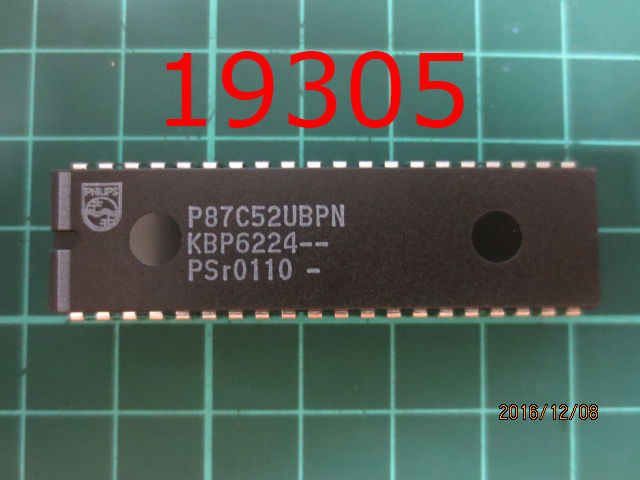 19305
PHILIPS
P87C52UBPN
KBP6224--
PSr0110 -
2016/12/08